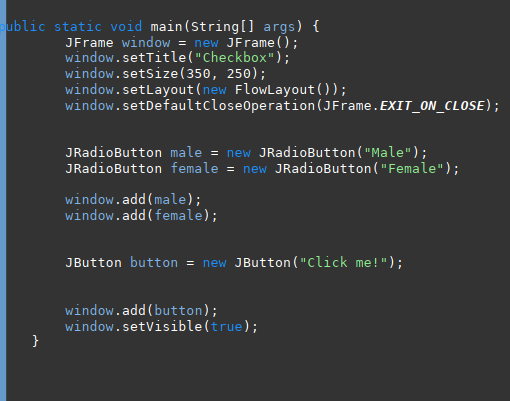 public static void main(String[] args) {
JFrame window = new JFrame();
window.setTitle("Checkbox");
window.setSize(350, 250);
window.setLayout(new FlowLayout());
window.setDefaultCloseOperation(JFrame.EXIT_ON_CLOSE);
JRadioButton male = new JRadioButton("Male");
JRadioButton female = new JRadioButton("Female");
window.add(male);
window.add(female);
JButton button = new JButton("Click me!");
window.add(button);
window.setVisible(true);
}